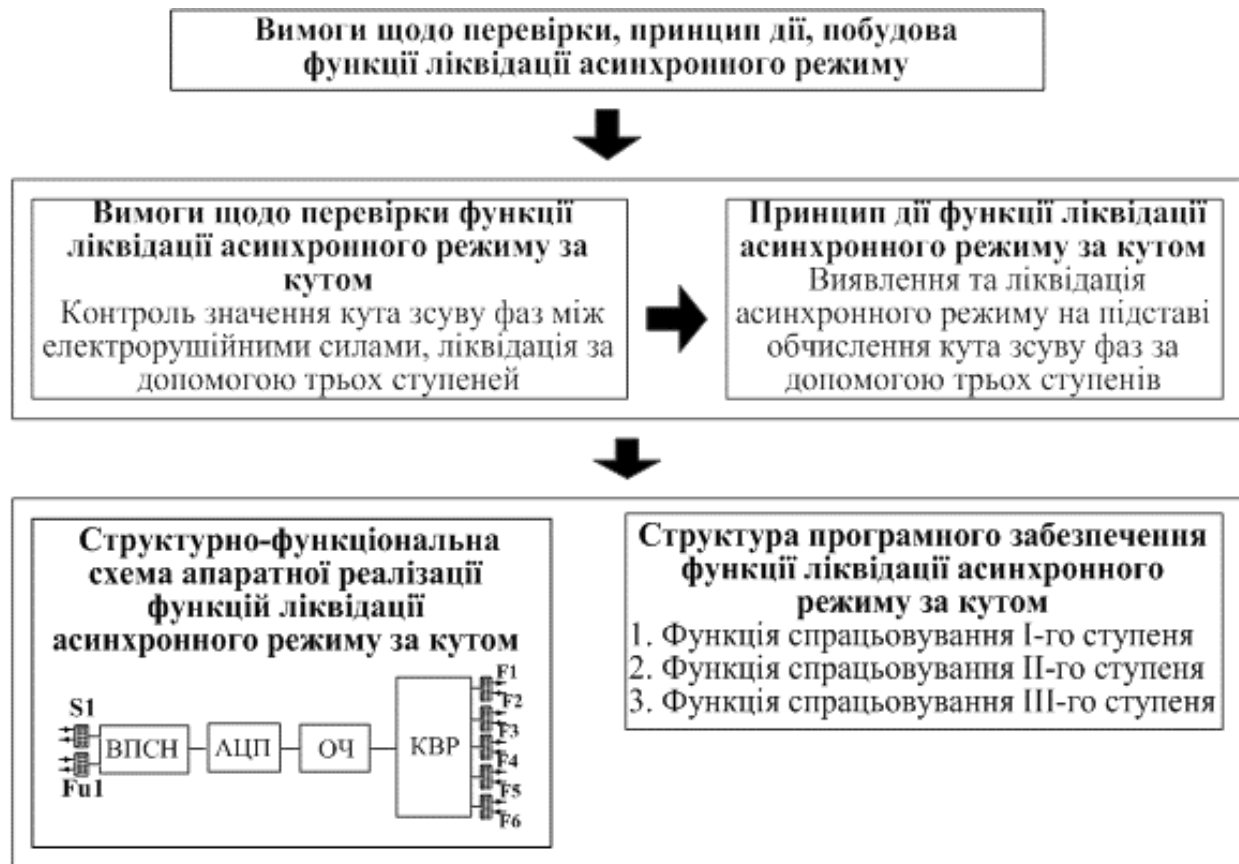 Вимоги щодо перевірки, принцип дії, побудова
функції ліквідації асинхронного режиму
Вимоги щодо перевірки функції
ліквідації асинхронного режиму за
кутом
Контроль значення кута зсуву фаз між
електрорушійними силами, ліквідація за
допомогою трьох ступеней
Принцип дії функції ліквідації
асинхронного режиму за кутом
Виявлення та ліквідація
асинхронного режиму на підставі
обчислення кута зсуву фаз за
допомогою трьох ступенів
Структурно-функціональна
схема апаратної реалізації
функцій ліквідації
асинхронного режиму за кутом
S1
Fu1
ВПСН
АЦП
ОЧ
КВР
F1
F2
F3
F4
F5
F6
Структура програмного забезпечення
функції ліквідації асинхронного
режиму за кутом
1. Функція спрацьовування І-го ступеня
2. Функція спрацьовування ІІ-го ступеня
3. Функція спрацьовування ІІІ-го ступеня